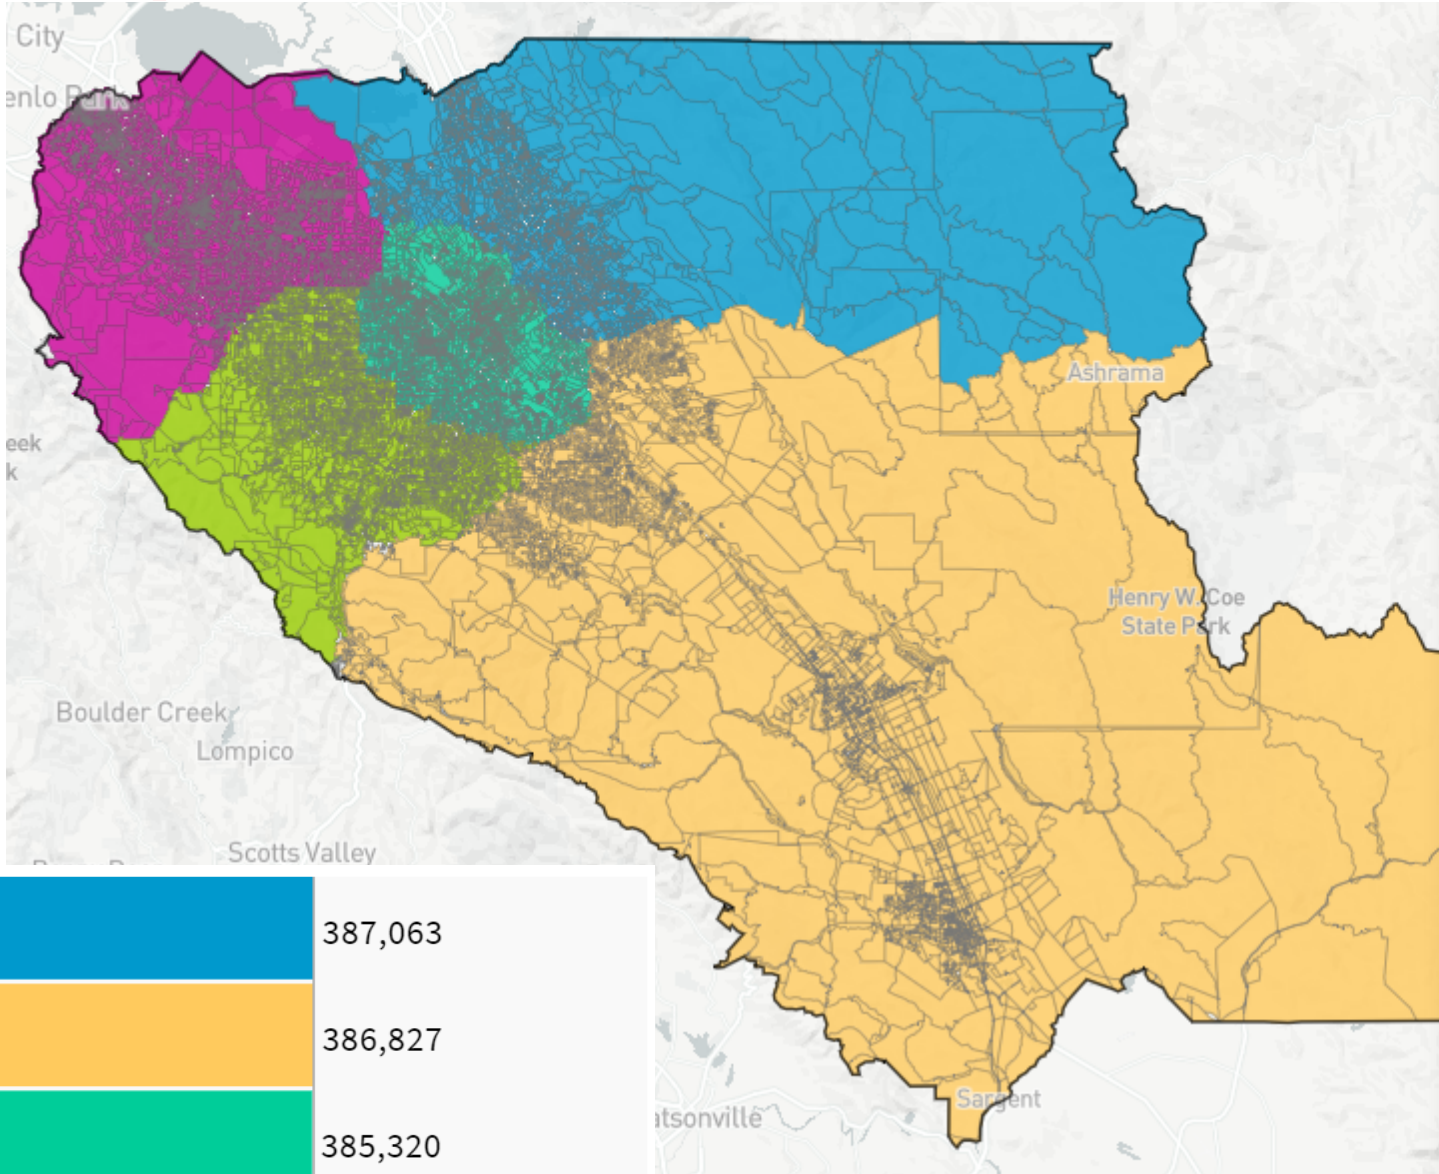 City
enlo Park
Ashrama
eek
k
Henry W. Coe
State Park
Boulder Creek
Lompico
Scotts Valley
387,063
386,827
385,320
Sargent
atsonville